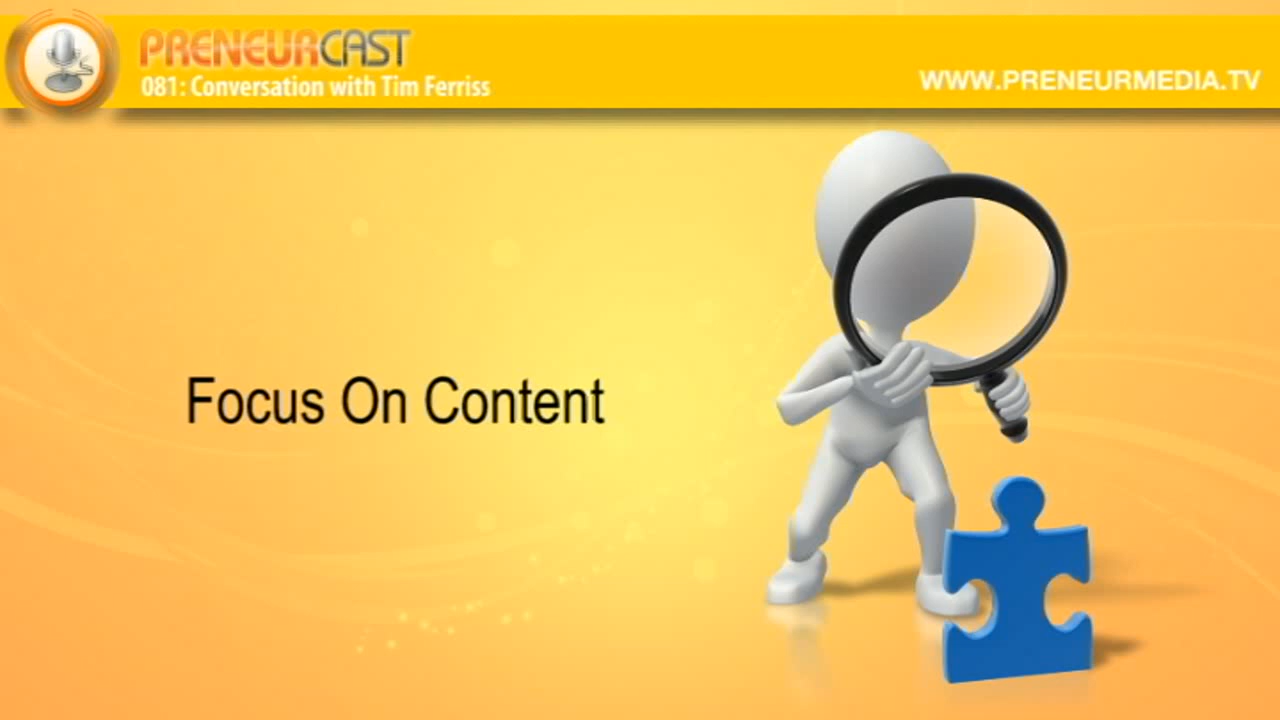 PRENEURCAST
081: Conversation with Tim Ferriss
WWW.PRENEURMEDIA.TV
Focus On Content